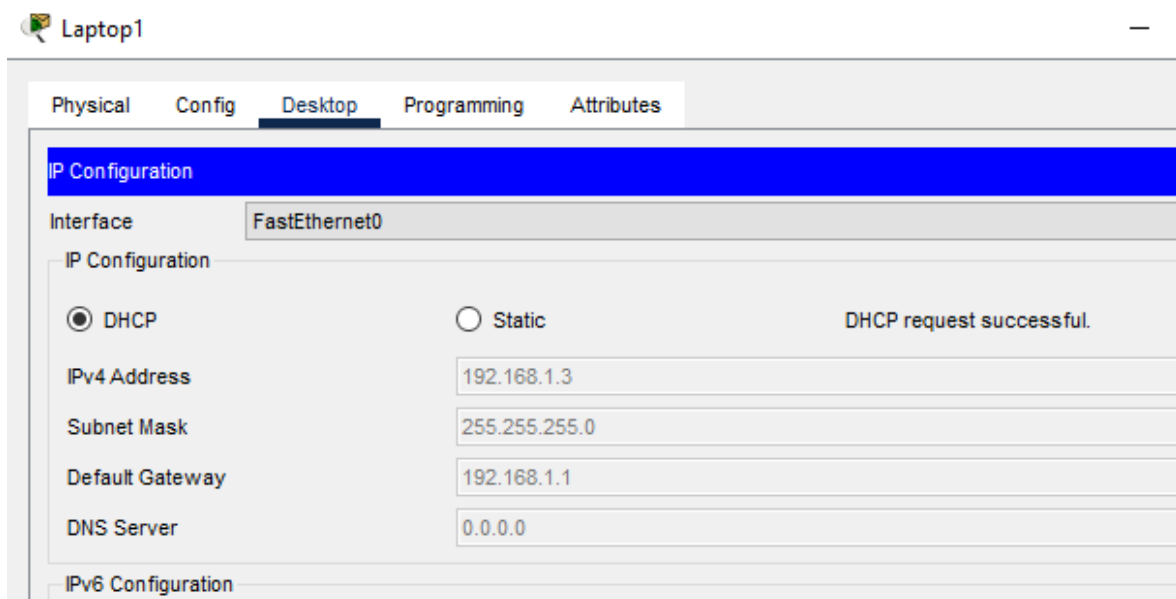 Laptop1
Physical Config Desktop Programming Attributes
IP Configuration
Interface FastEthernet0
IP Configuration
DHCP Static DHCP request successful.
IPv4 Address 192.168.1.3
Subnet Mask 255.255.255.0
Default Gateway 192.168.1.1
DNS Server 0.0.0.0
IPv6 Configuration